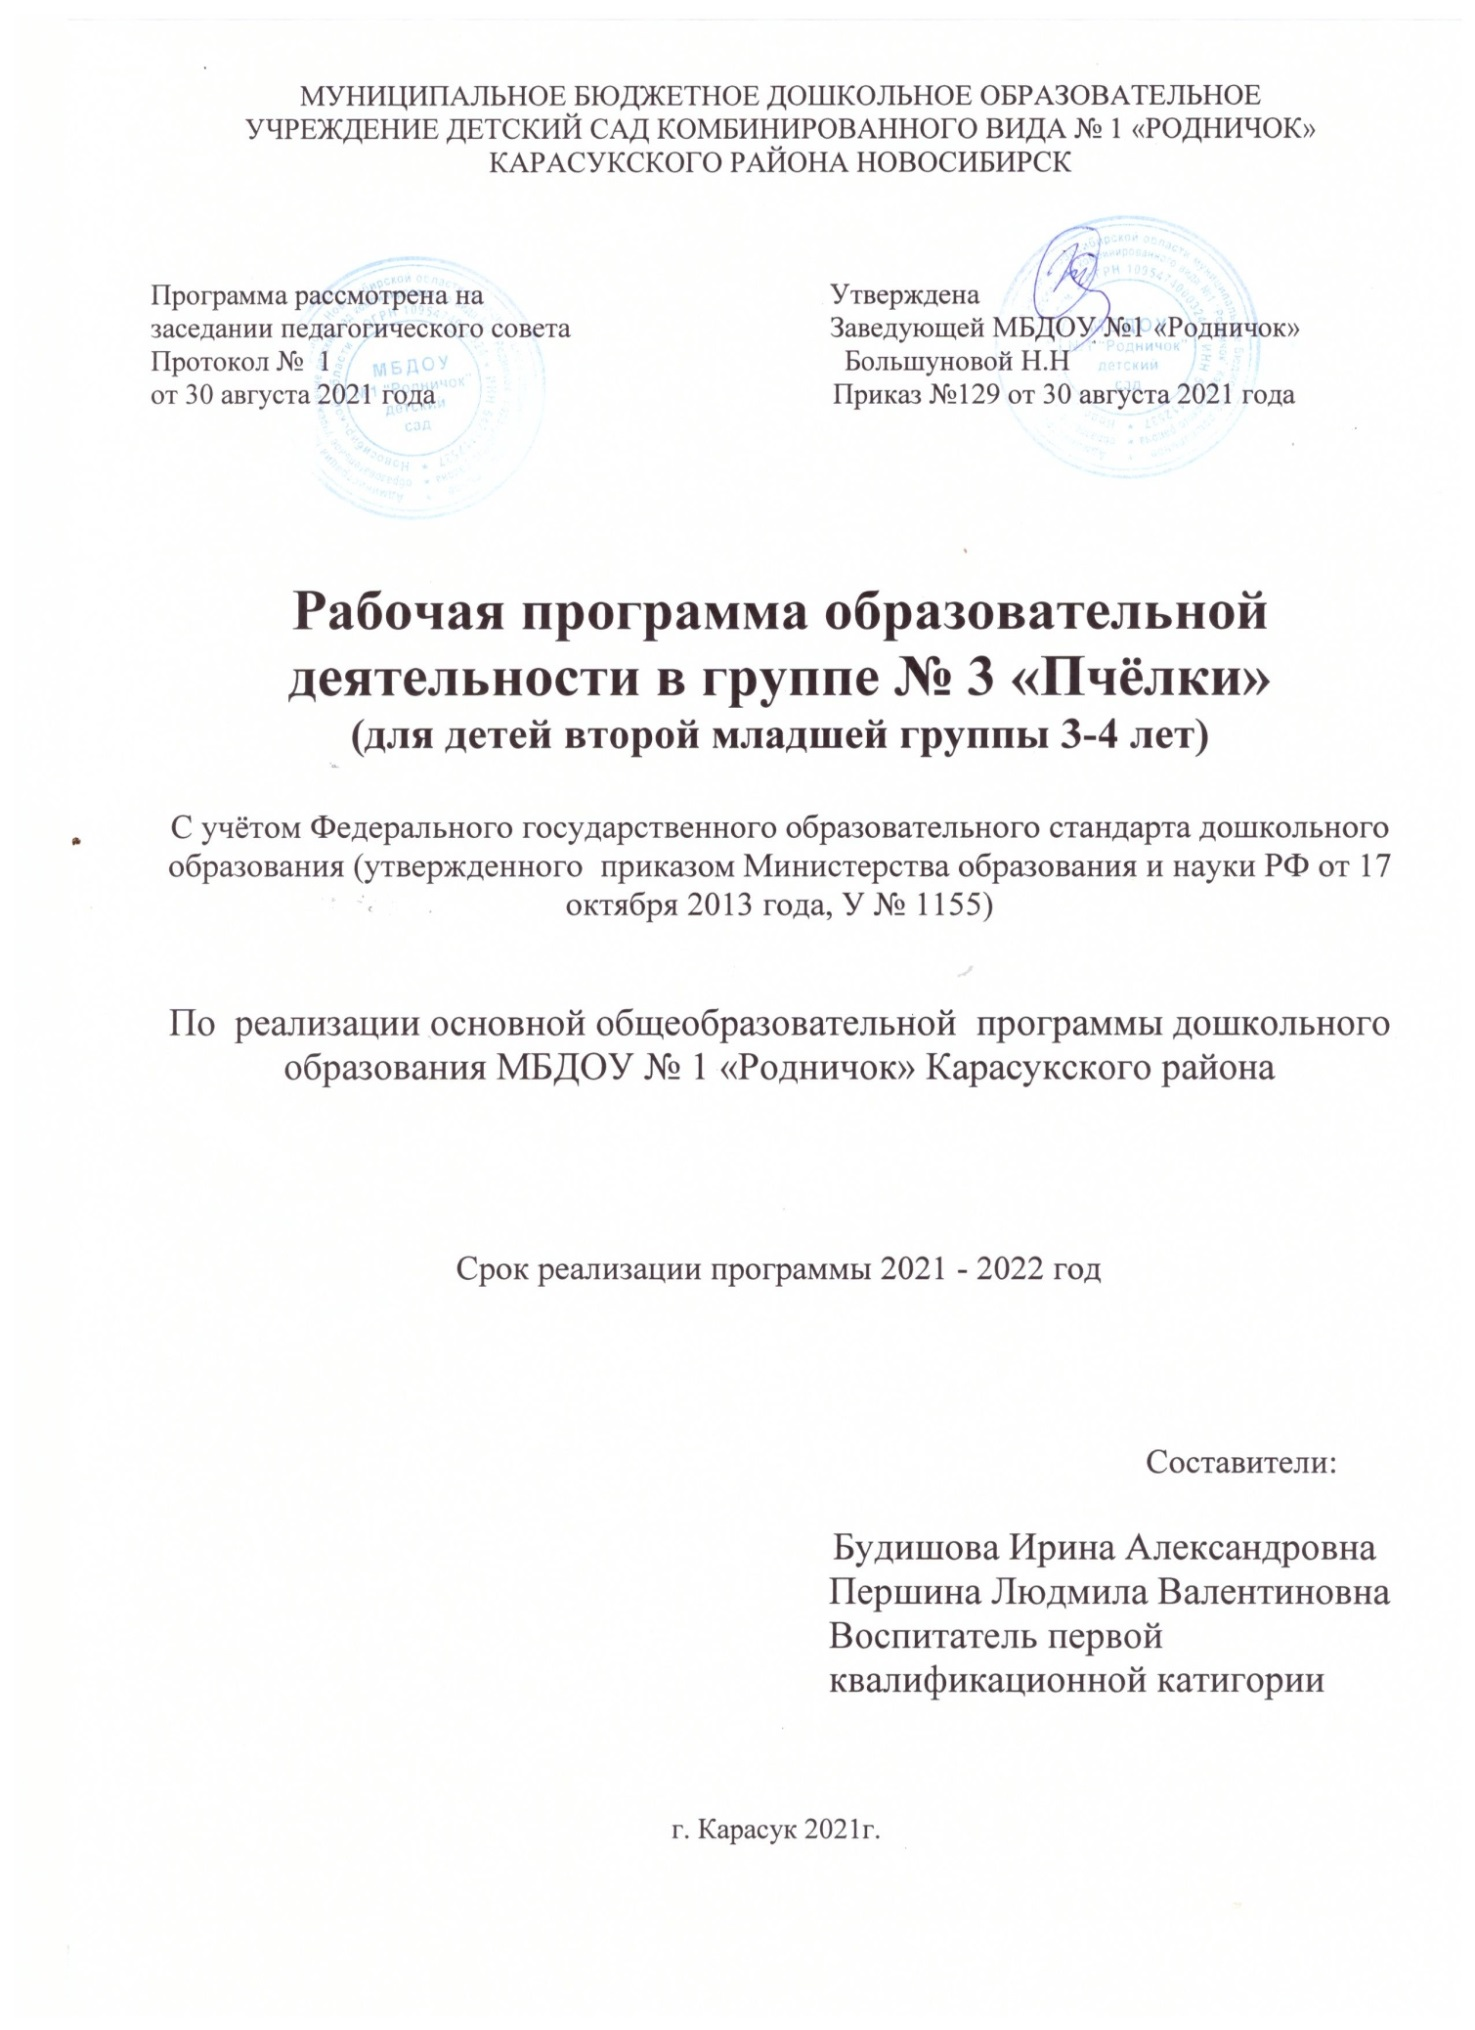 МУНИЦИПАЛЬНОЕ БЮДЖЕТНОЕ ДОШКОЛЬНОЕ ОБРАЗОВАТЕЛЬНОЕ
УЧРЕЖДЕНИЕ ДЕТСКИЙ САД КОМБИНИРОВАННОГО ВИДА № 1 «РОДНИЧОК»
КАРАСУКСКОГО РАЙОНА НОВОСИБИРСК
Программа рассмотрена на
заседании педагогического совета
Протокол № 1
от 30 августа 2021 года
МБДОУ
№1 "Родничок"
детский
сад
Утверждена
Заведующей МБДОУ №1 «Родничок»
Большуновой Н.Н
Приказ №129 от 30 августа 2021 года
МБДОУ
№1 "Родничок"
детский
сад
Рабочая программа образовательной
деятельности в группе № 3 «Пчёлки»
(для детей второй младшей группы 3-4 лет)
С учётом Федерального государственного образовательного стандарта дошкольного
образования (утвержденного приказом Министерства образования и науки РФ от 17
октября 2013 года, У № 1155)
По реализации основной общеобразовательной программы дошкольного
образования МБДОУ № 1 «Родничок» Карасукского района
Срок реализации программы 2021 - 2022 год
Составители:
Будишова Ирина Александровна
Першина Людмила Валентиновна
Воспитатель первой
квалификационной катигории
г. Карасук 2021г.